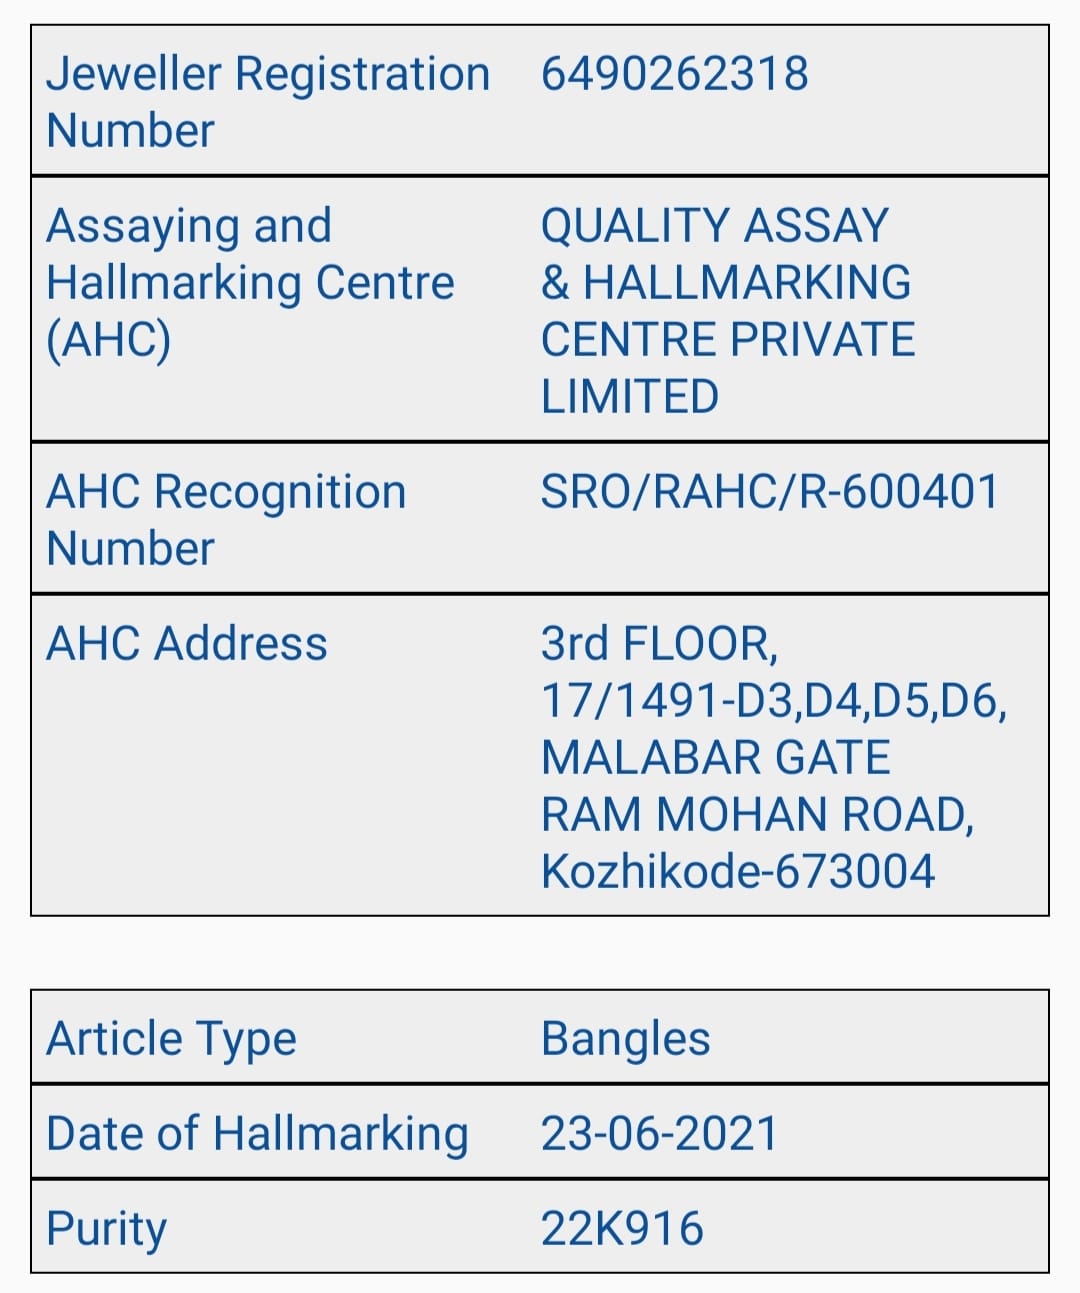 Jeweller Registration Number 6490262318
Assaying and Hallmarking Centre (AHC) QUALITY ASSAY & HALLMARKING CENTRE PRIVATE LIMITED
AHC Recognition Number SRO/RAHC/R-600401
AHC Address 3rd FLOOR, 17/1491-D3,D4,D5,D6, MALABAR GATE RAM MOHAN ROAD, Kozhikode-673004
Article Type Bangles
Date of Hallmarking 23-06-2021
Purity 22K916